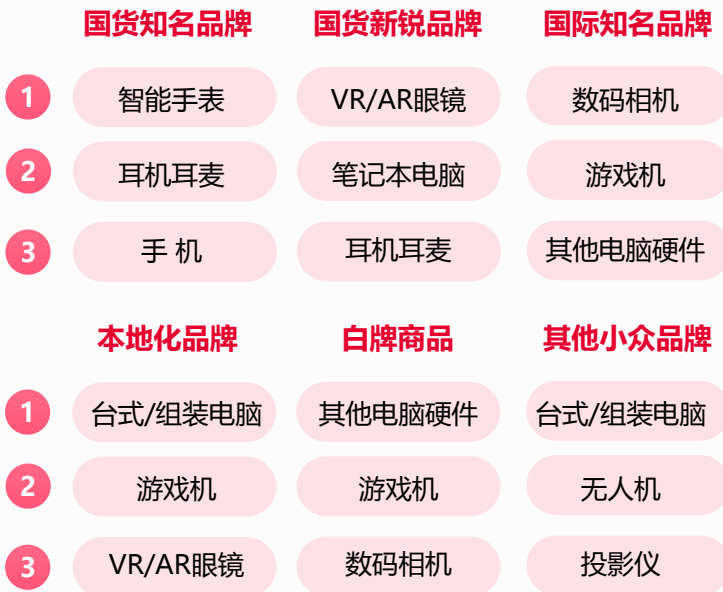 国货知名品牌 国货新锐品牌 国际知名品牌
1 智能手表 VR/AR眼镜 数码相机
2 耳机耳麦 笔记本电脑 游戏机
3 手 机 耳机耳麦 其他电脑硬件
本地化品牌 白牌商品 其他小众品牌
1 台式/组装电脑 其他电脑硬件 台式/组装电脑
2 游戏机 游戏机 无人机
3 VR/AR眼镜 数码相机 投影仪